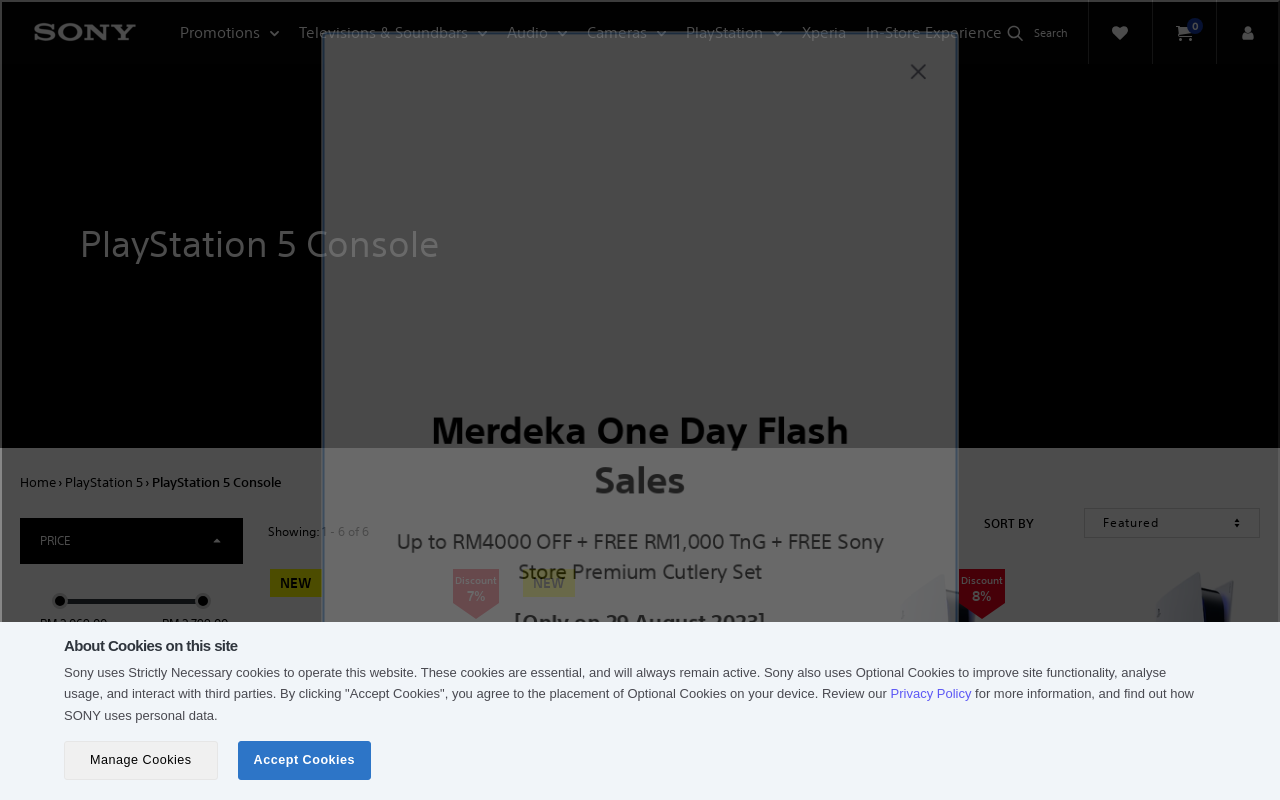 SONY Promotions Televisions & Soundbars Audio Cameras PlayStation Xperia In-Store Experience Search 0
PlayStation 5 Console
Merdeka One Day Flash
Sales
Home › PlayStation 5 › PlayStation 5 Console
Showing: 1 - 6 of 6
SORT BY Featured
PRICE
Up to RM4000 OFF + FREE RM1,000 TnG + FREE Sony
Store Premium Cutlery Set
NEW
Discount
7%
NEW
Discount
8%
[Only on 29 August 2023]
About Cookies on this site
Sony uses Strictly Necessary cookies to operate this website. These cookies are essential, and will always remain active. Sony also uses Optional Cookies to improve site functionality, analyse
usage, and interact with third parties. By clicking "Accept Cookies", you agree to the placement of Optional Cookies on your device. Review our Privacy Policy for more information, and find out how
SONY uses personal data.
Manage Cookies Accept Cookies